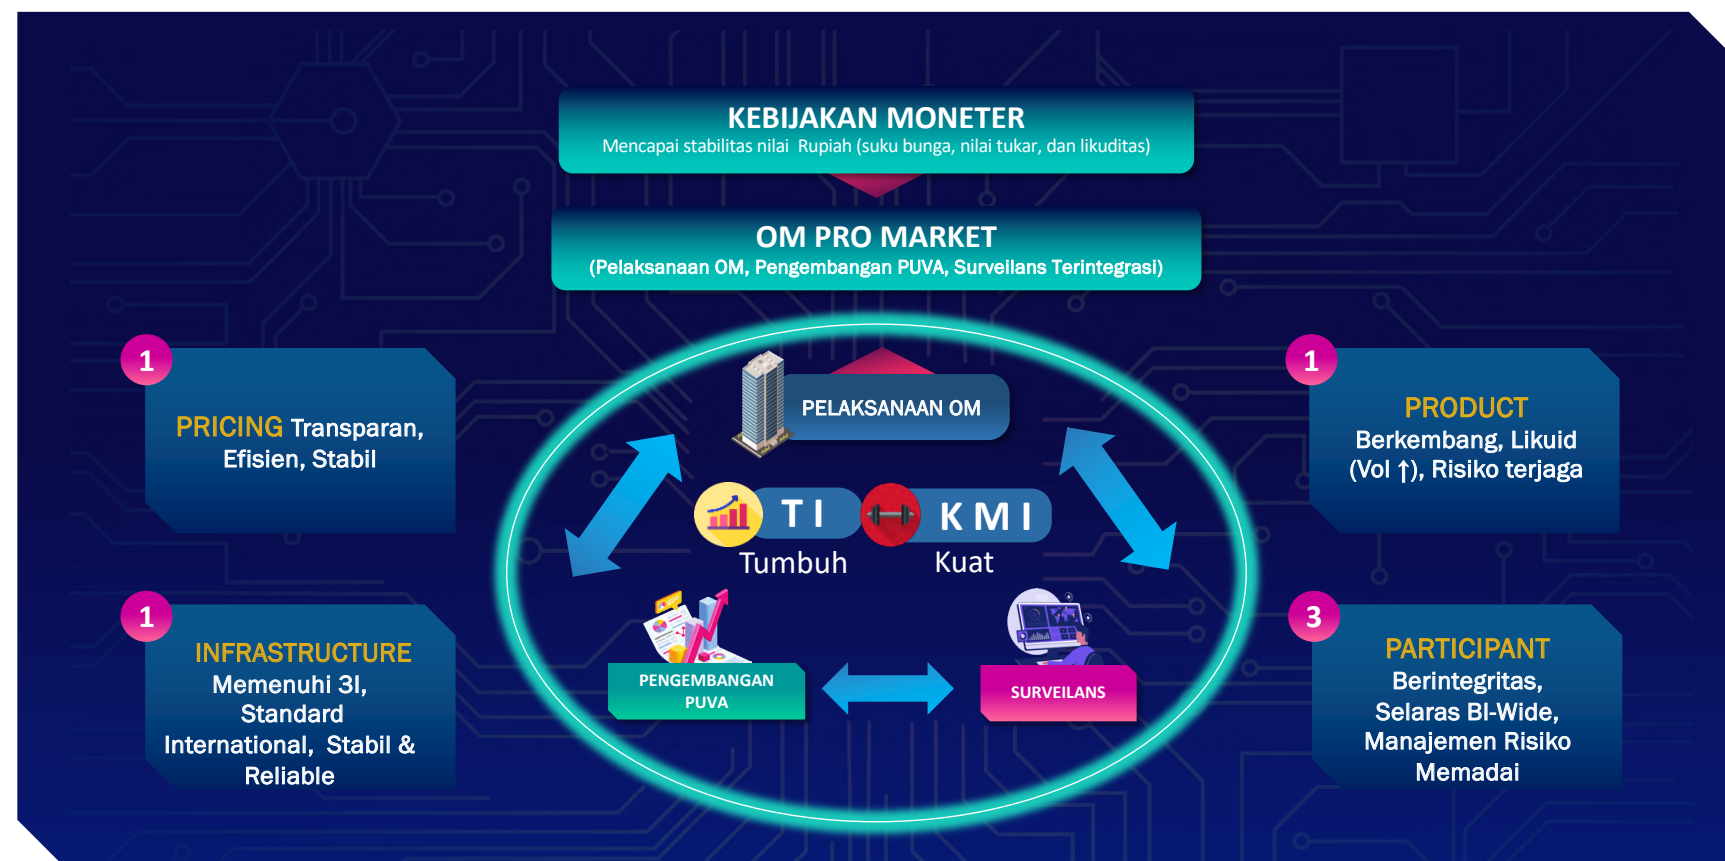 KEBIJAKAN MONETER
Mencapai stabilitas nilai Rupiah (suku bunga, nilai tukar, dan likuditas)
OM PRO MARKET
(Pelaksanaan OM, Pengembangan PUVA, Surveilans Terintegrasi)
1
PRICING Transparan,
Efisien, Stabil
1
PRODUCT
Berkembang, Likuid
(Vol ↑), Risiko terjaga
PELAKSANAAN OM
T I
Tumbuh
K M I
Kuat
PENGEMBANGAN
PUVA
SURVEILANS
1
INFRASTRUCTURE
Memenuhi 3I,
Standard
International, Stabil &
Reliable
3
PARTICIPANT
Berintegritas,
Selaras BI-Wide,
Manajemen Risiko
Memadai